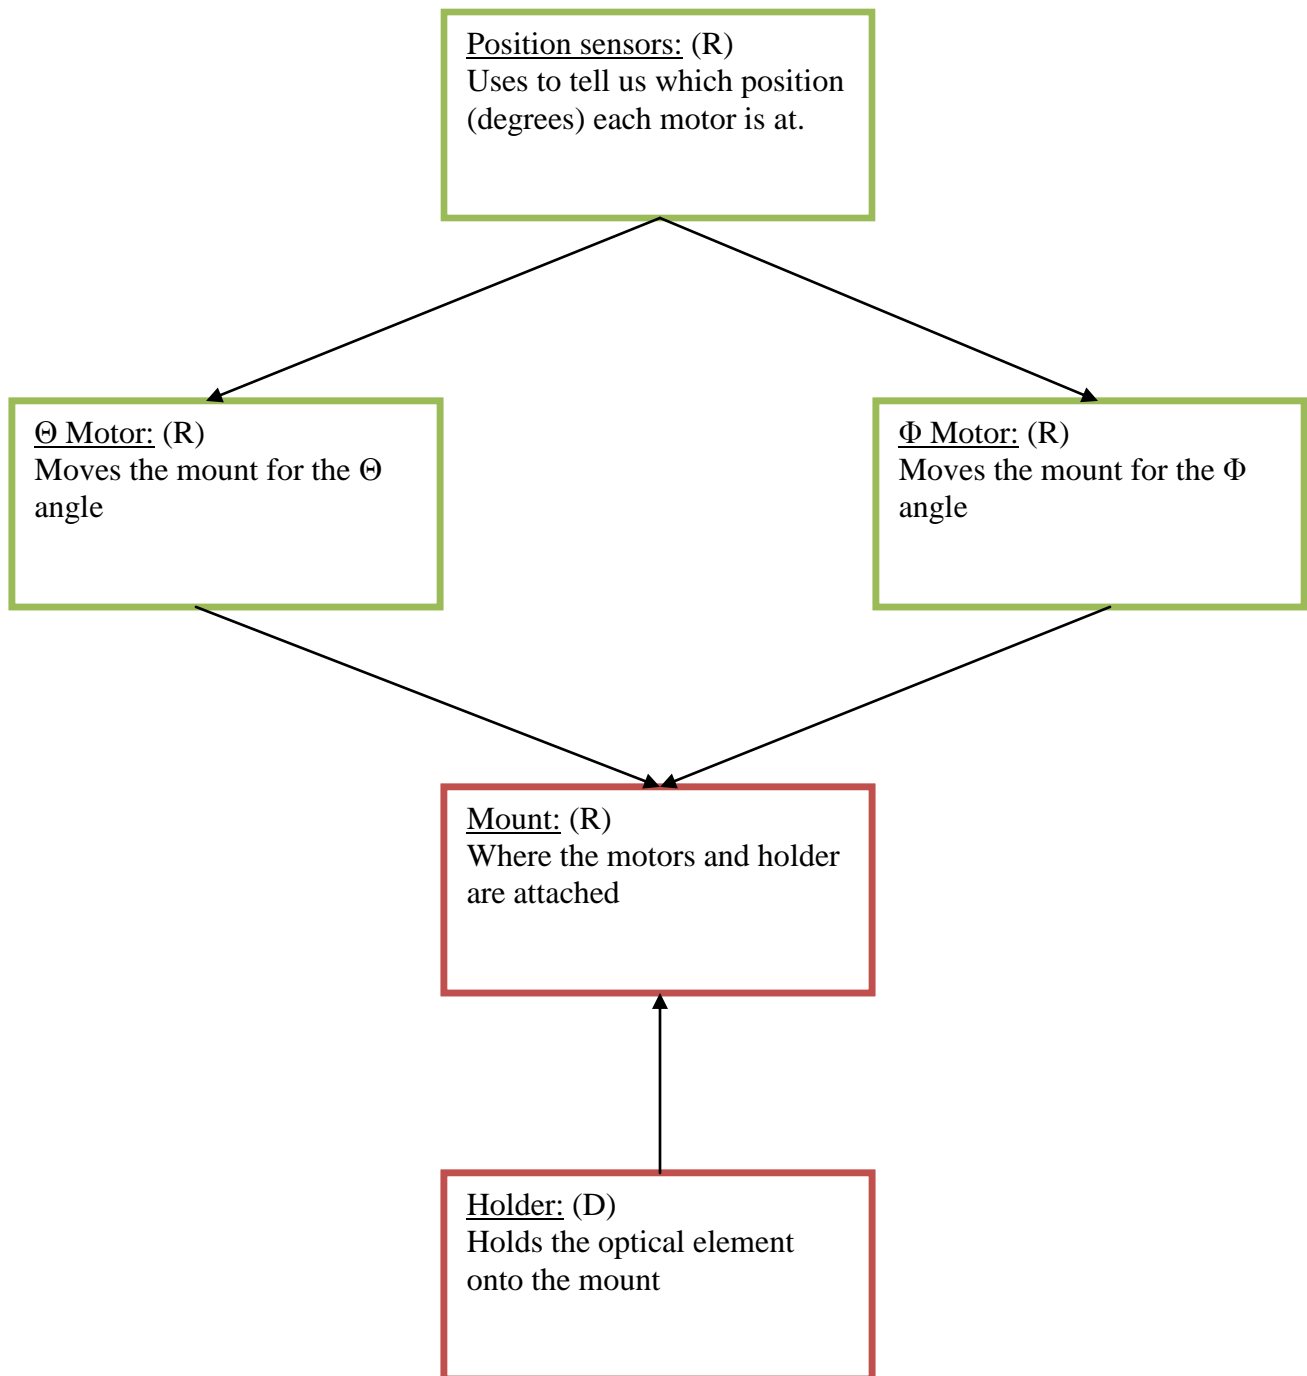 Position sensors: (R)
Uses to tell us which position
(degrees) each motor is at.
Θ Motor: (R)
Moves the mount for the Θ
angle
Φ Motor: (R)
Moves the mount for the Φ
angle
Mount: (R)
Where the motors and holder
are attached
Holder: (D)
Holds the optical element
onto the mount